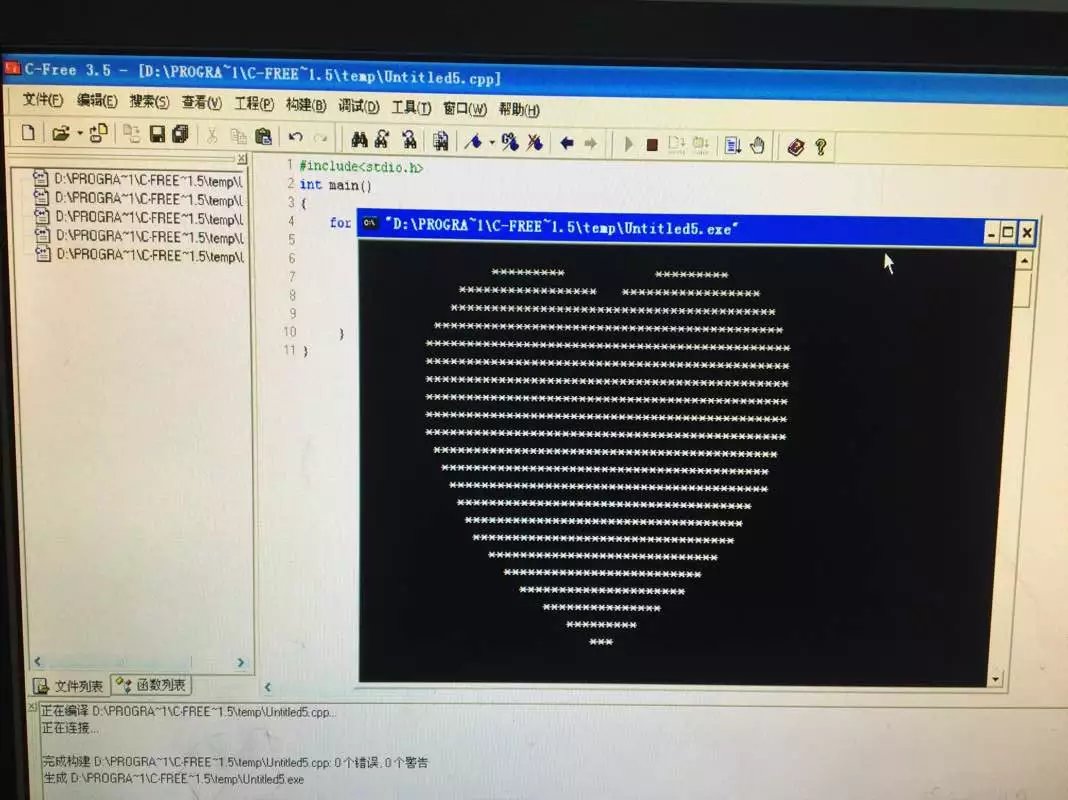 C-Free 3.5 - [D:\PROGRA~1\C-FREE~1.5\temp\Untitled5.cpp]
文件(F) 编辑(E) 搜索(S) 查看(V) 工程(P) 构建(B) 调试(D) 工具(T) 窗口(W) 帮助(H)
D:\PROGRA~1\C-FREE~1.5\temp\
D:\PROGRA~1\C-FREE~1.5\temp\
D:\PROGRA~1\C-FREE~1.5\temp\
D:\PROGRA~1\C-FREE~1.5\temp\
D:\PROGRA~1\C-FREE~1.5\temp\
1 #include<stdio.h>
2 int main()
3 {
4 for
5
6
7
8
9
10 }
11 }
"D:\PROGRA~1\C-FREE~1.5\temp\Untitled5.exe"
文件列表 函数列表
正在编译 D:\PROGRA~1\C-FREE~1.5\temp\Untitled5.cpp...
正在连接...
完成构建 D:\PROGRA~1\C-FREE~1.5\temp\Untitled5.cpp: 0 个错误, 0 个警告
生成 D:\PROGRA~1\C-FREE~1.5\temp\Untitled5.exe